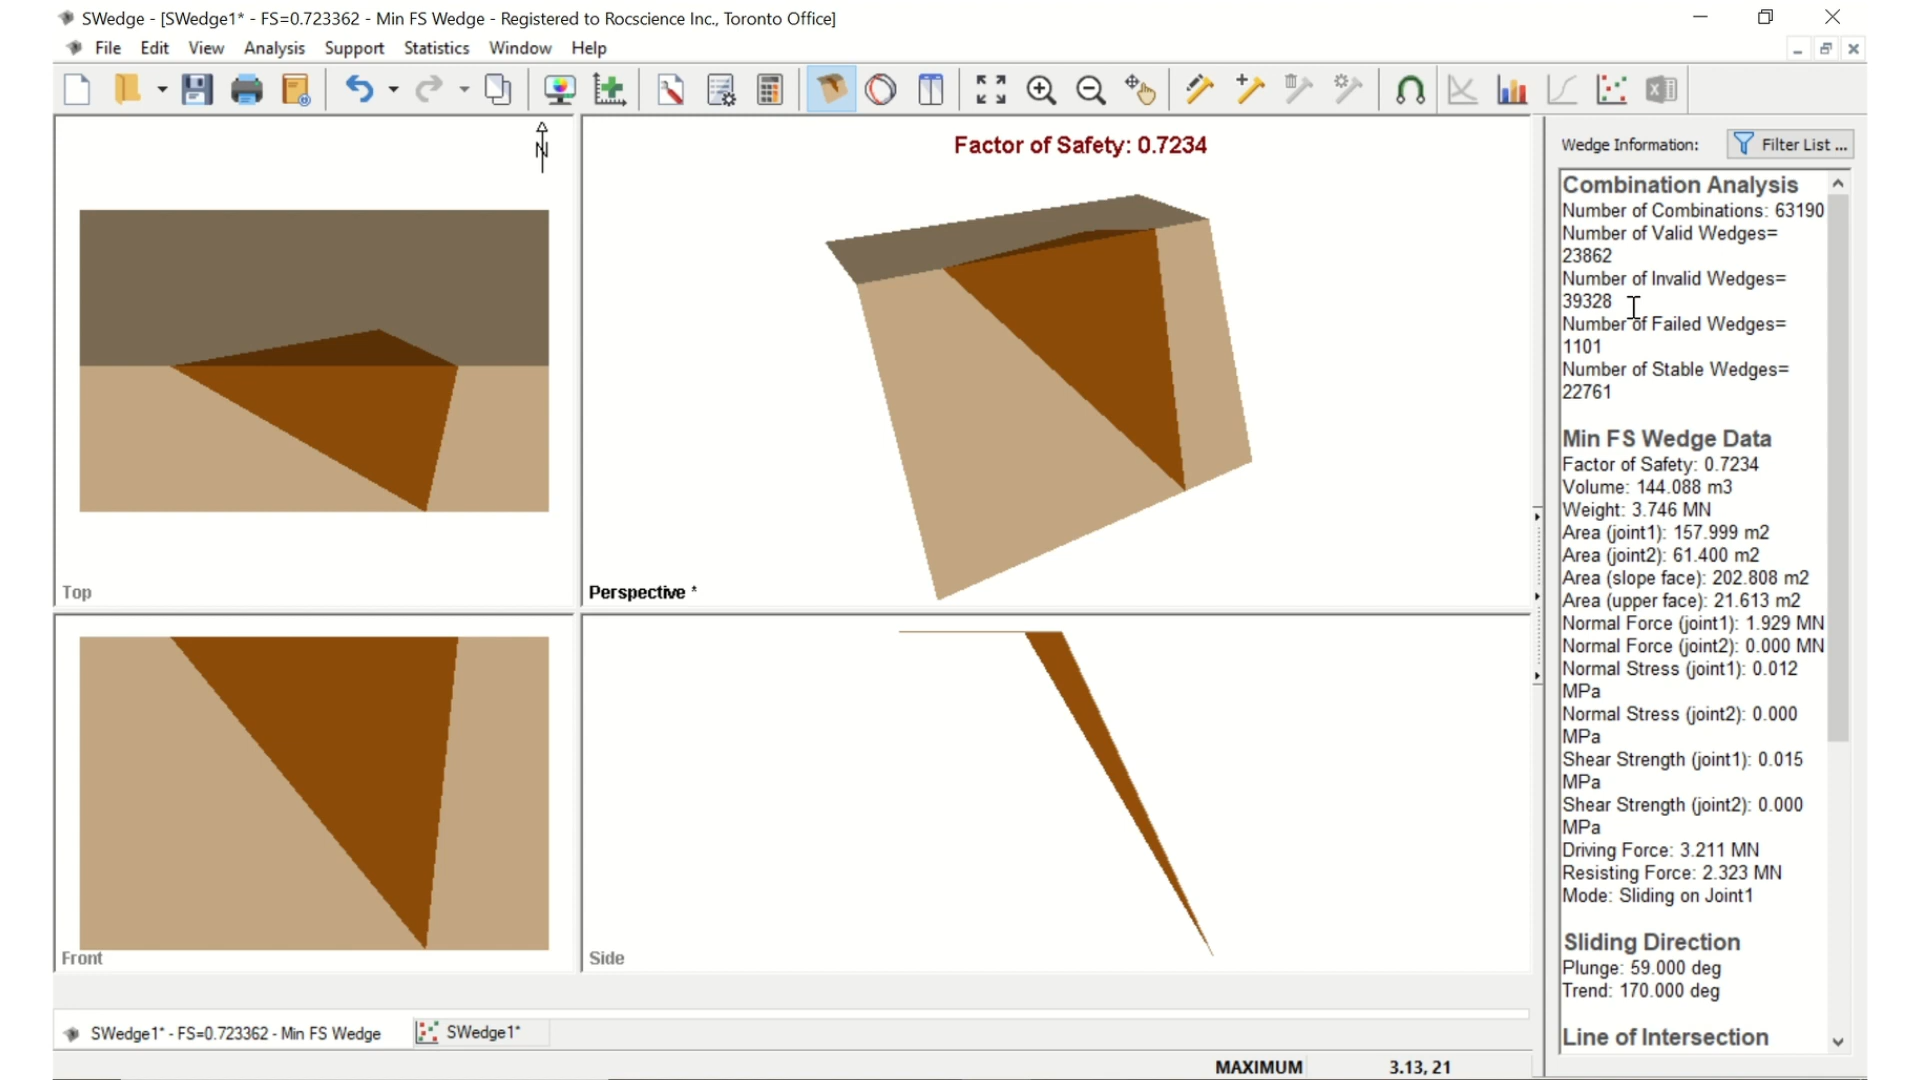 SWedge - [SWedge1* - FS=0.723362 - Min FS Wedge - Registered to Rocscience Inc., Toronto Office]
File Edit View Analysis Support Statistics Window Help
N
Top
Factor of Safety: 0.7234
Perspective *
Front
Side
Wedge Information: Filter List ...
Combination Analysis
Number of Combinations: 63190
Number of Valid Wedges=
23862
Number of Invalid Wedges=
39328
Number of Failed Wedges=
1101
Number of Stable Wedges=
22761
Min FS Wedge Data
Factor of Safety: 0.7234
Volume: 144.088 m3
Weight: 3.746 MN
Area (joint1): 157.999 m2
Area (joint2): 61.400 m2
Area (slope face): 202.808 m2
Area (upper face): 21.613 m2
Normal Force (joint1): 1.929 MN
Normal Force (joint2): 0.000 MN
Normal Stress (joint1): 0.012
MPa
Normal Stress (joint2): 0.000
MPa
Shear Strength (joint1): 0.015
MPa
Shear Strength (joint2): 0.000
MPa
Driving Force: 3.211 MN
Resisting Force: 2.323 MN
Mode: Sliding on Joint1
Sliding Direction
Plunge: 59.000 deg
Trend: 170.000 deg
Line of Intersection
SWedge1* - FS=0.723362 - Min FS Wedge SWedge1*
MAXIMUM 3.13, 21